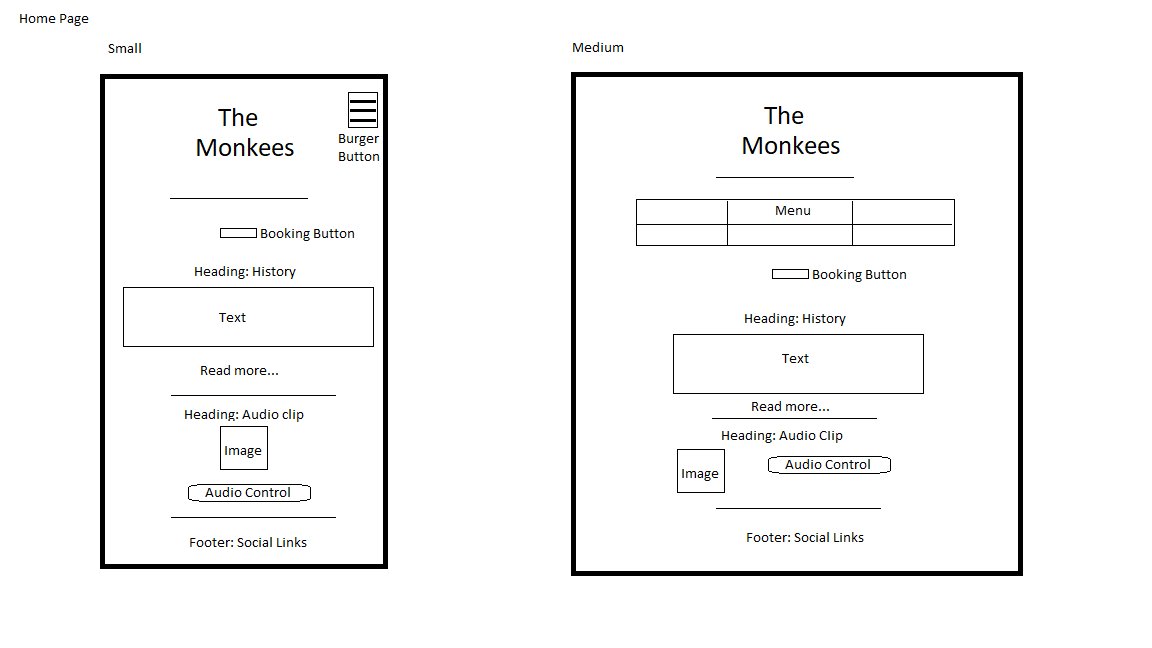 Home Page
Small
The
Monkees
Burger
Button
Booking Button
Heading: History
Text
Read more...
Heading: Audio clip
Image
Audio Control
Footer: Social Links
Medium
The
Monkees
Menu
Booking Button
Heading: History
Text
Read more...
Heading: Audio Clip
Image
Audio Control
Footer: Social Links